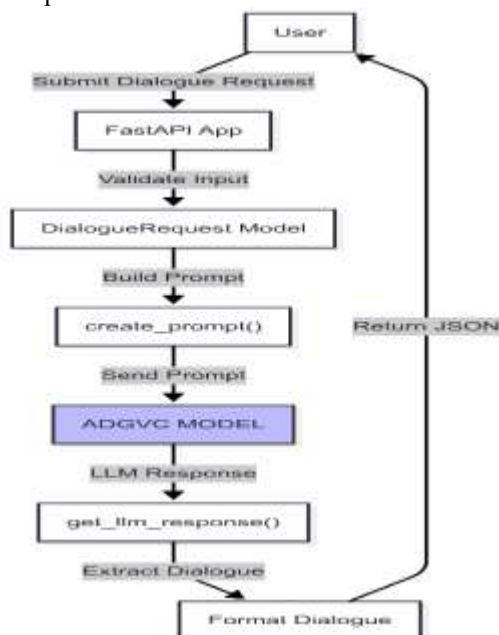 User
Submit Dialogue Request
FastAPI App
Validate Input
DialogueRequest Model
Build Prompt
create_prompt()
Return JSON
Send Prompt
ADGVC MODEL
LLM Response
get_llm_response()
Extract Dialogue
Format Dialogue